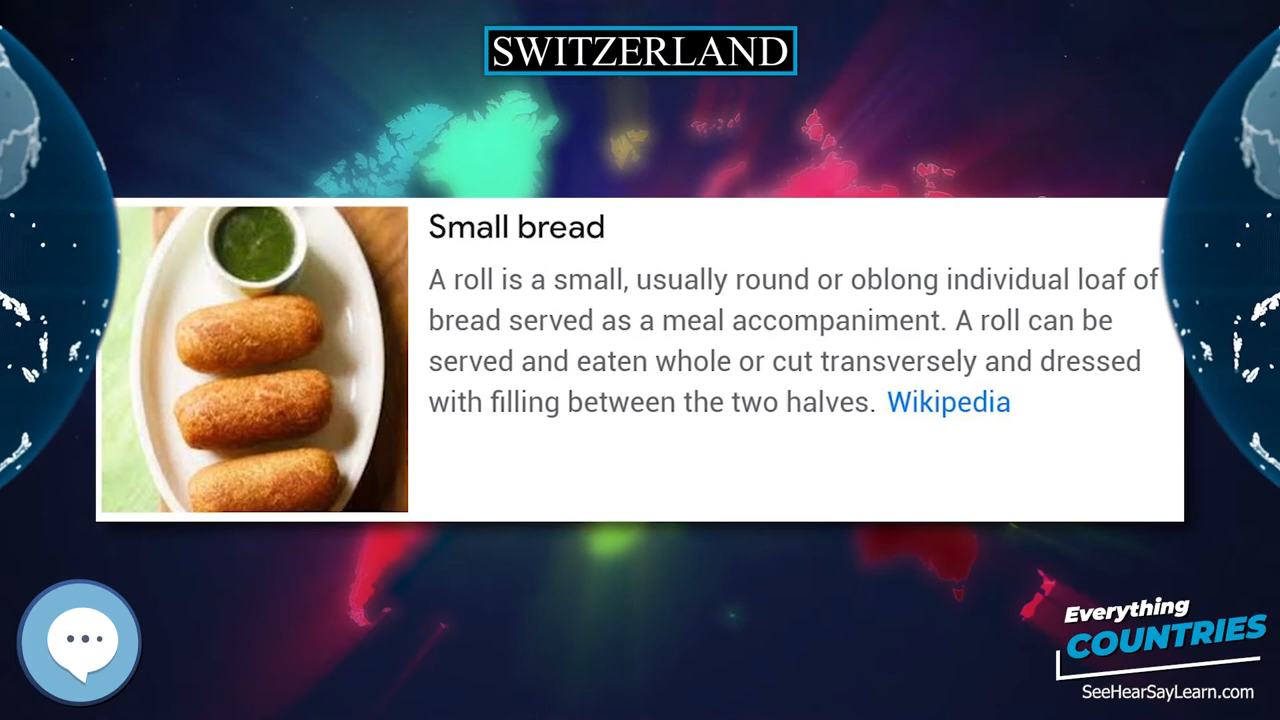 SWITZERLAND
Small bread
A roll is a small, usually round or oblong individual loaf of
bread served as a meal accompaniment. A roll can be
served and eaten whole or cut transversely and dressed
with filling between the two halves. Wikipedia
Everything
COUNTRIES
SeeHearSayLearn.com